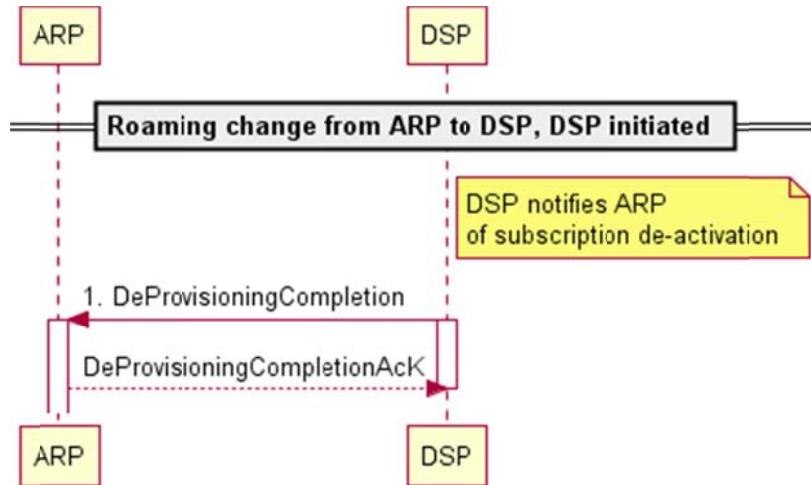 ARP DSP
Roaming change from ARP to DSP, DSP initiated
DSP notifies ARP
of subscription de-activation
1. DeProvisioningCompletion
DeProvisioningCompletionAcK
ARP DSP